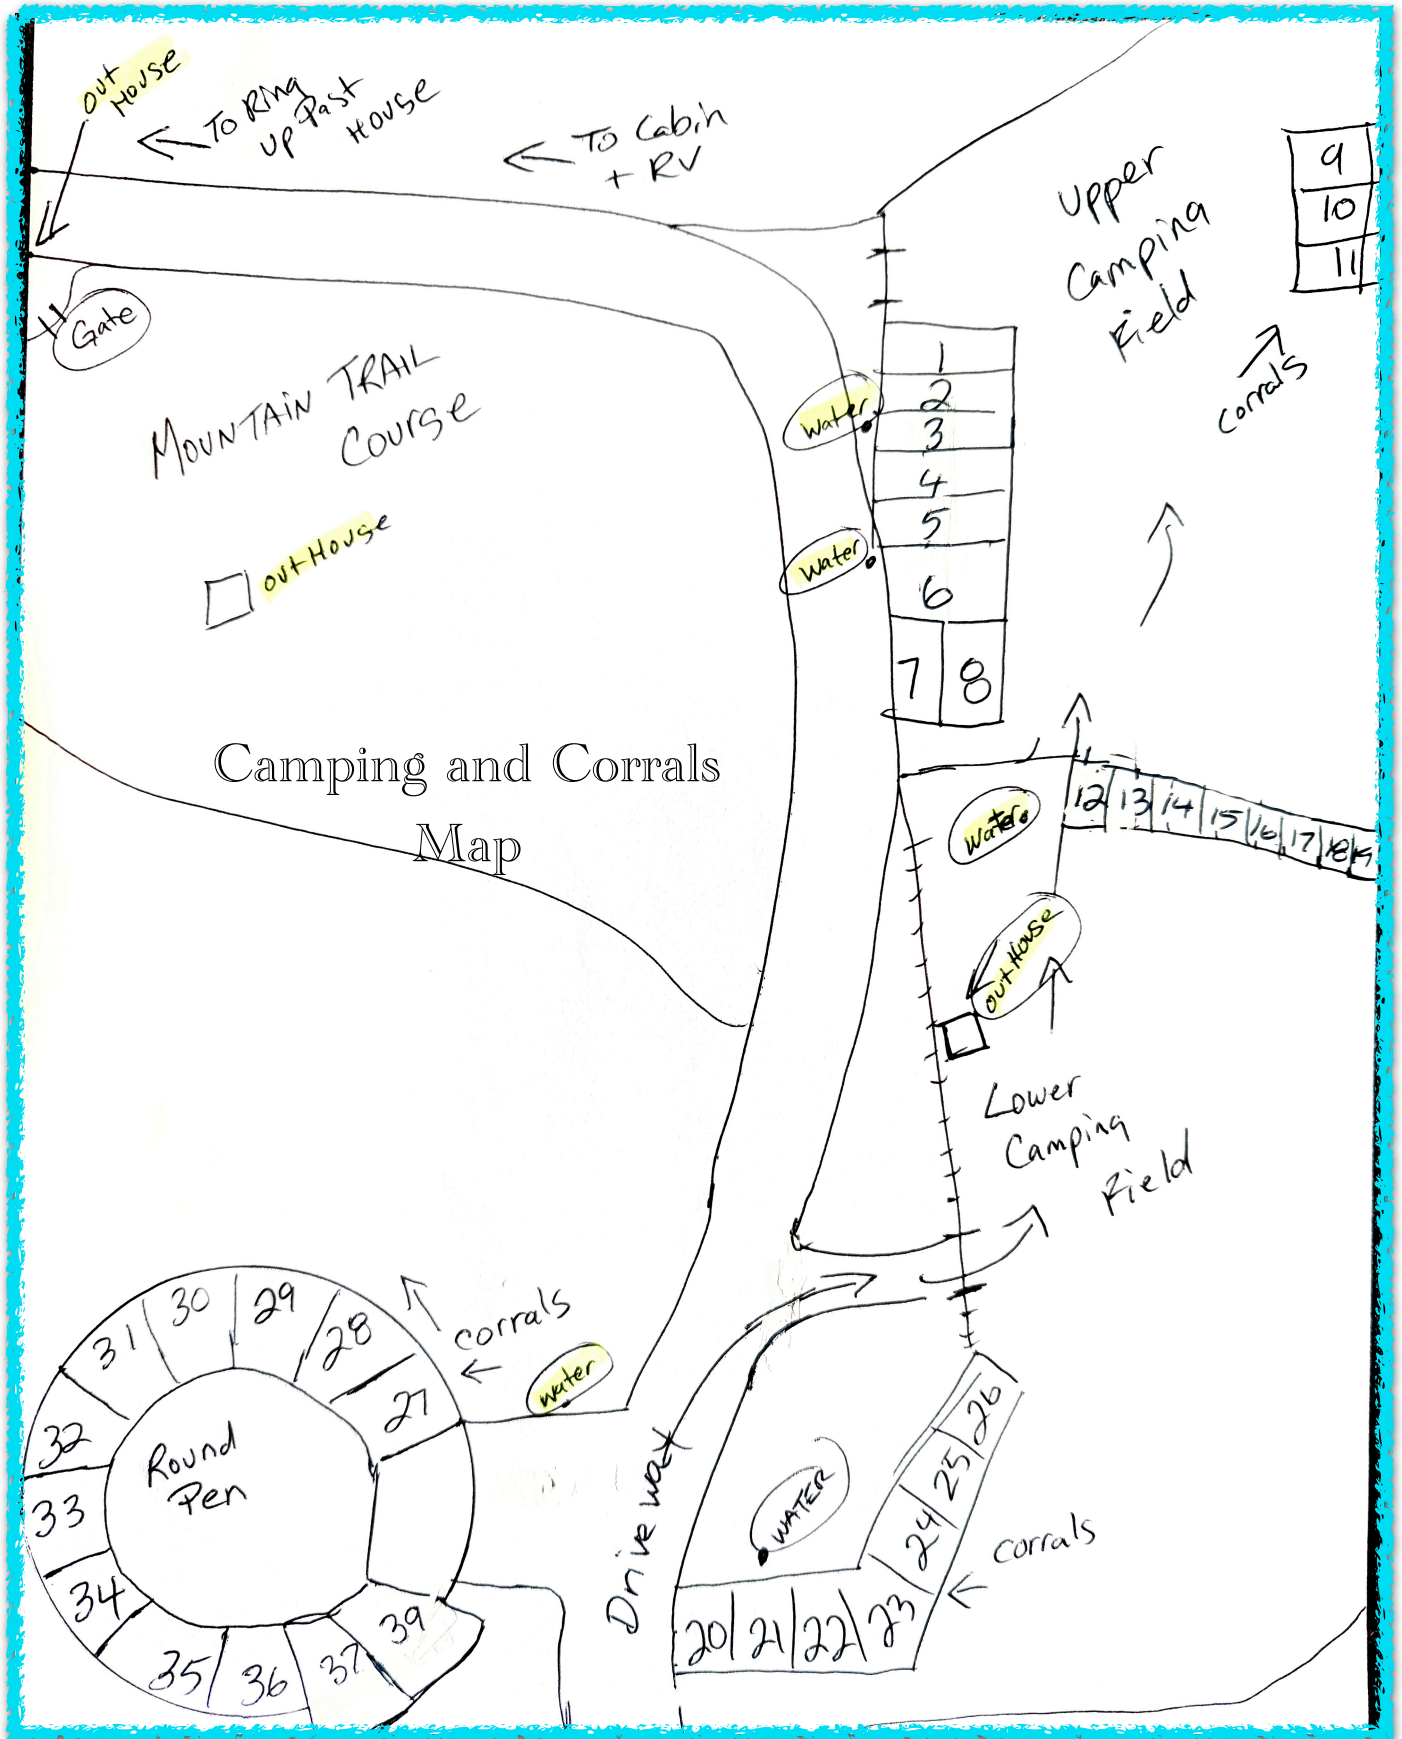 out
House
To Ring
up Past
House
To Cabin
+ RV
Upper
Camping
Field
9
10
11
corrals
Gate
MOUNTAIN TRAIL
COURSE
out House
1
2
3
4
5
6
7 8
Water
Water
Camping and Corrals
Map
Water
12 13 14 15 16 17 18 19
out House
Lower
Camping
Field
corrals
water
27
28
29
30
31
32
33
34
35
36
37
39
Round
Pen
Driveway
WATER
26
25
24
23
22
21
20
corrals